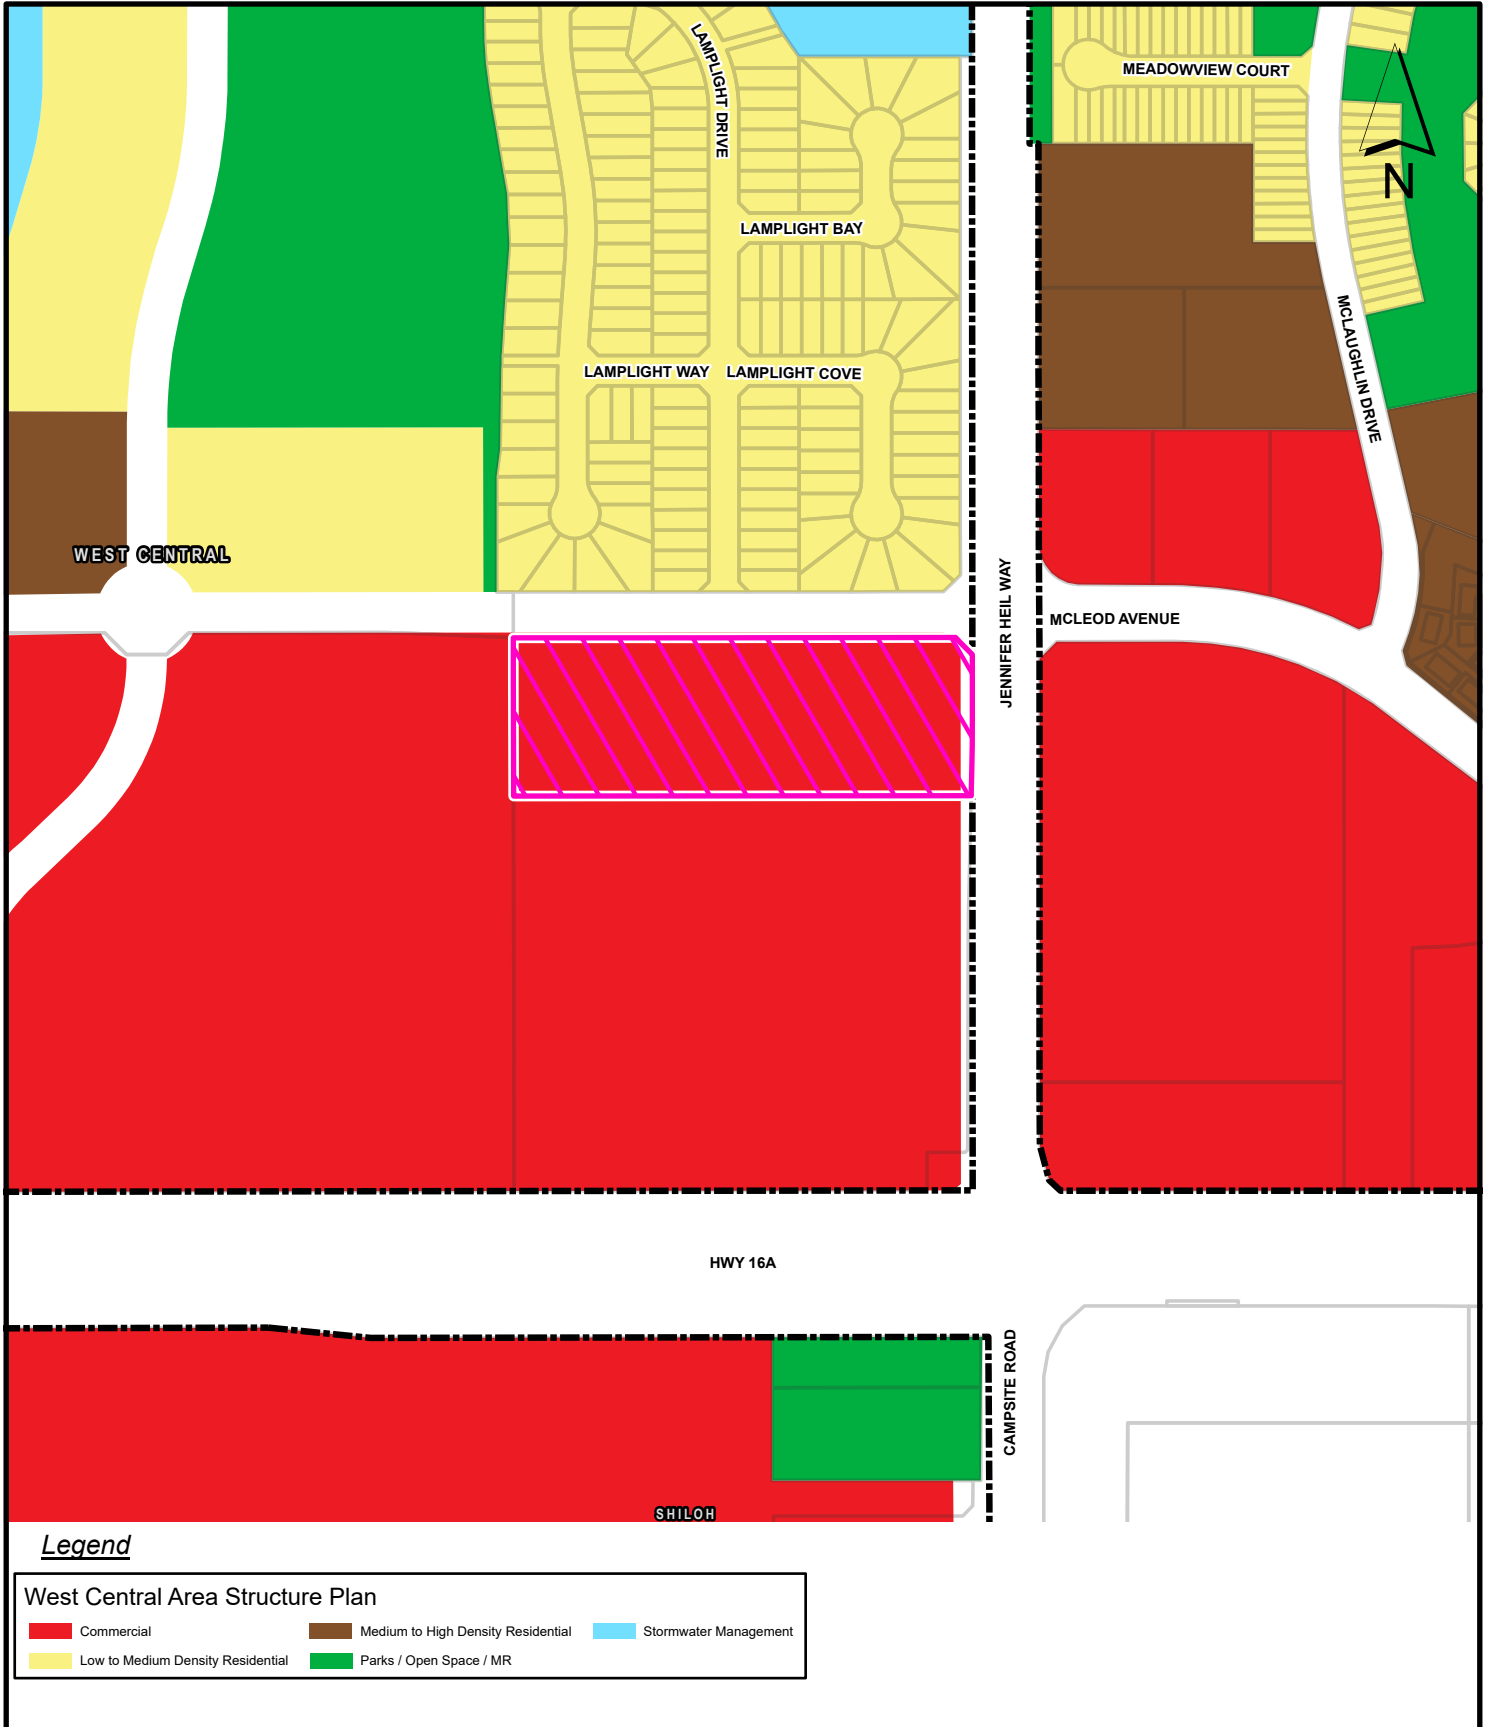 LAMPLIGHT DRIVE
MEADOWVIEW COURT
N
LAMPLIGHT BAY
MCLAUGHLIN DRIVE
LAMPLIGHT WAY
LAMPLIGHT COVE
WEST CENTRAL
JENNIFER HEIL WAY
MCLEOD AVENUE
HWY 16A
CAMPSITE ROAD
SHILOH
Legend
West Central Area Structure Plan
Commercial
Medium to High Density Residential
Stormwater Management
Low to Medium Density Residential
Parks / Open Space / MR